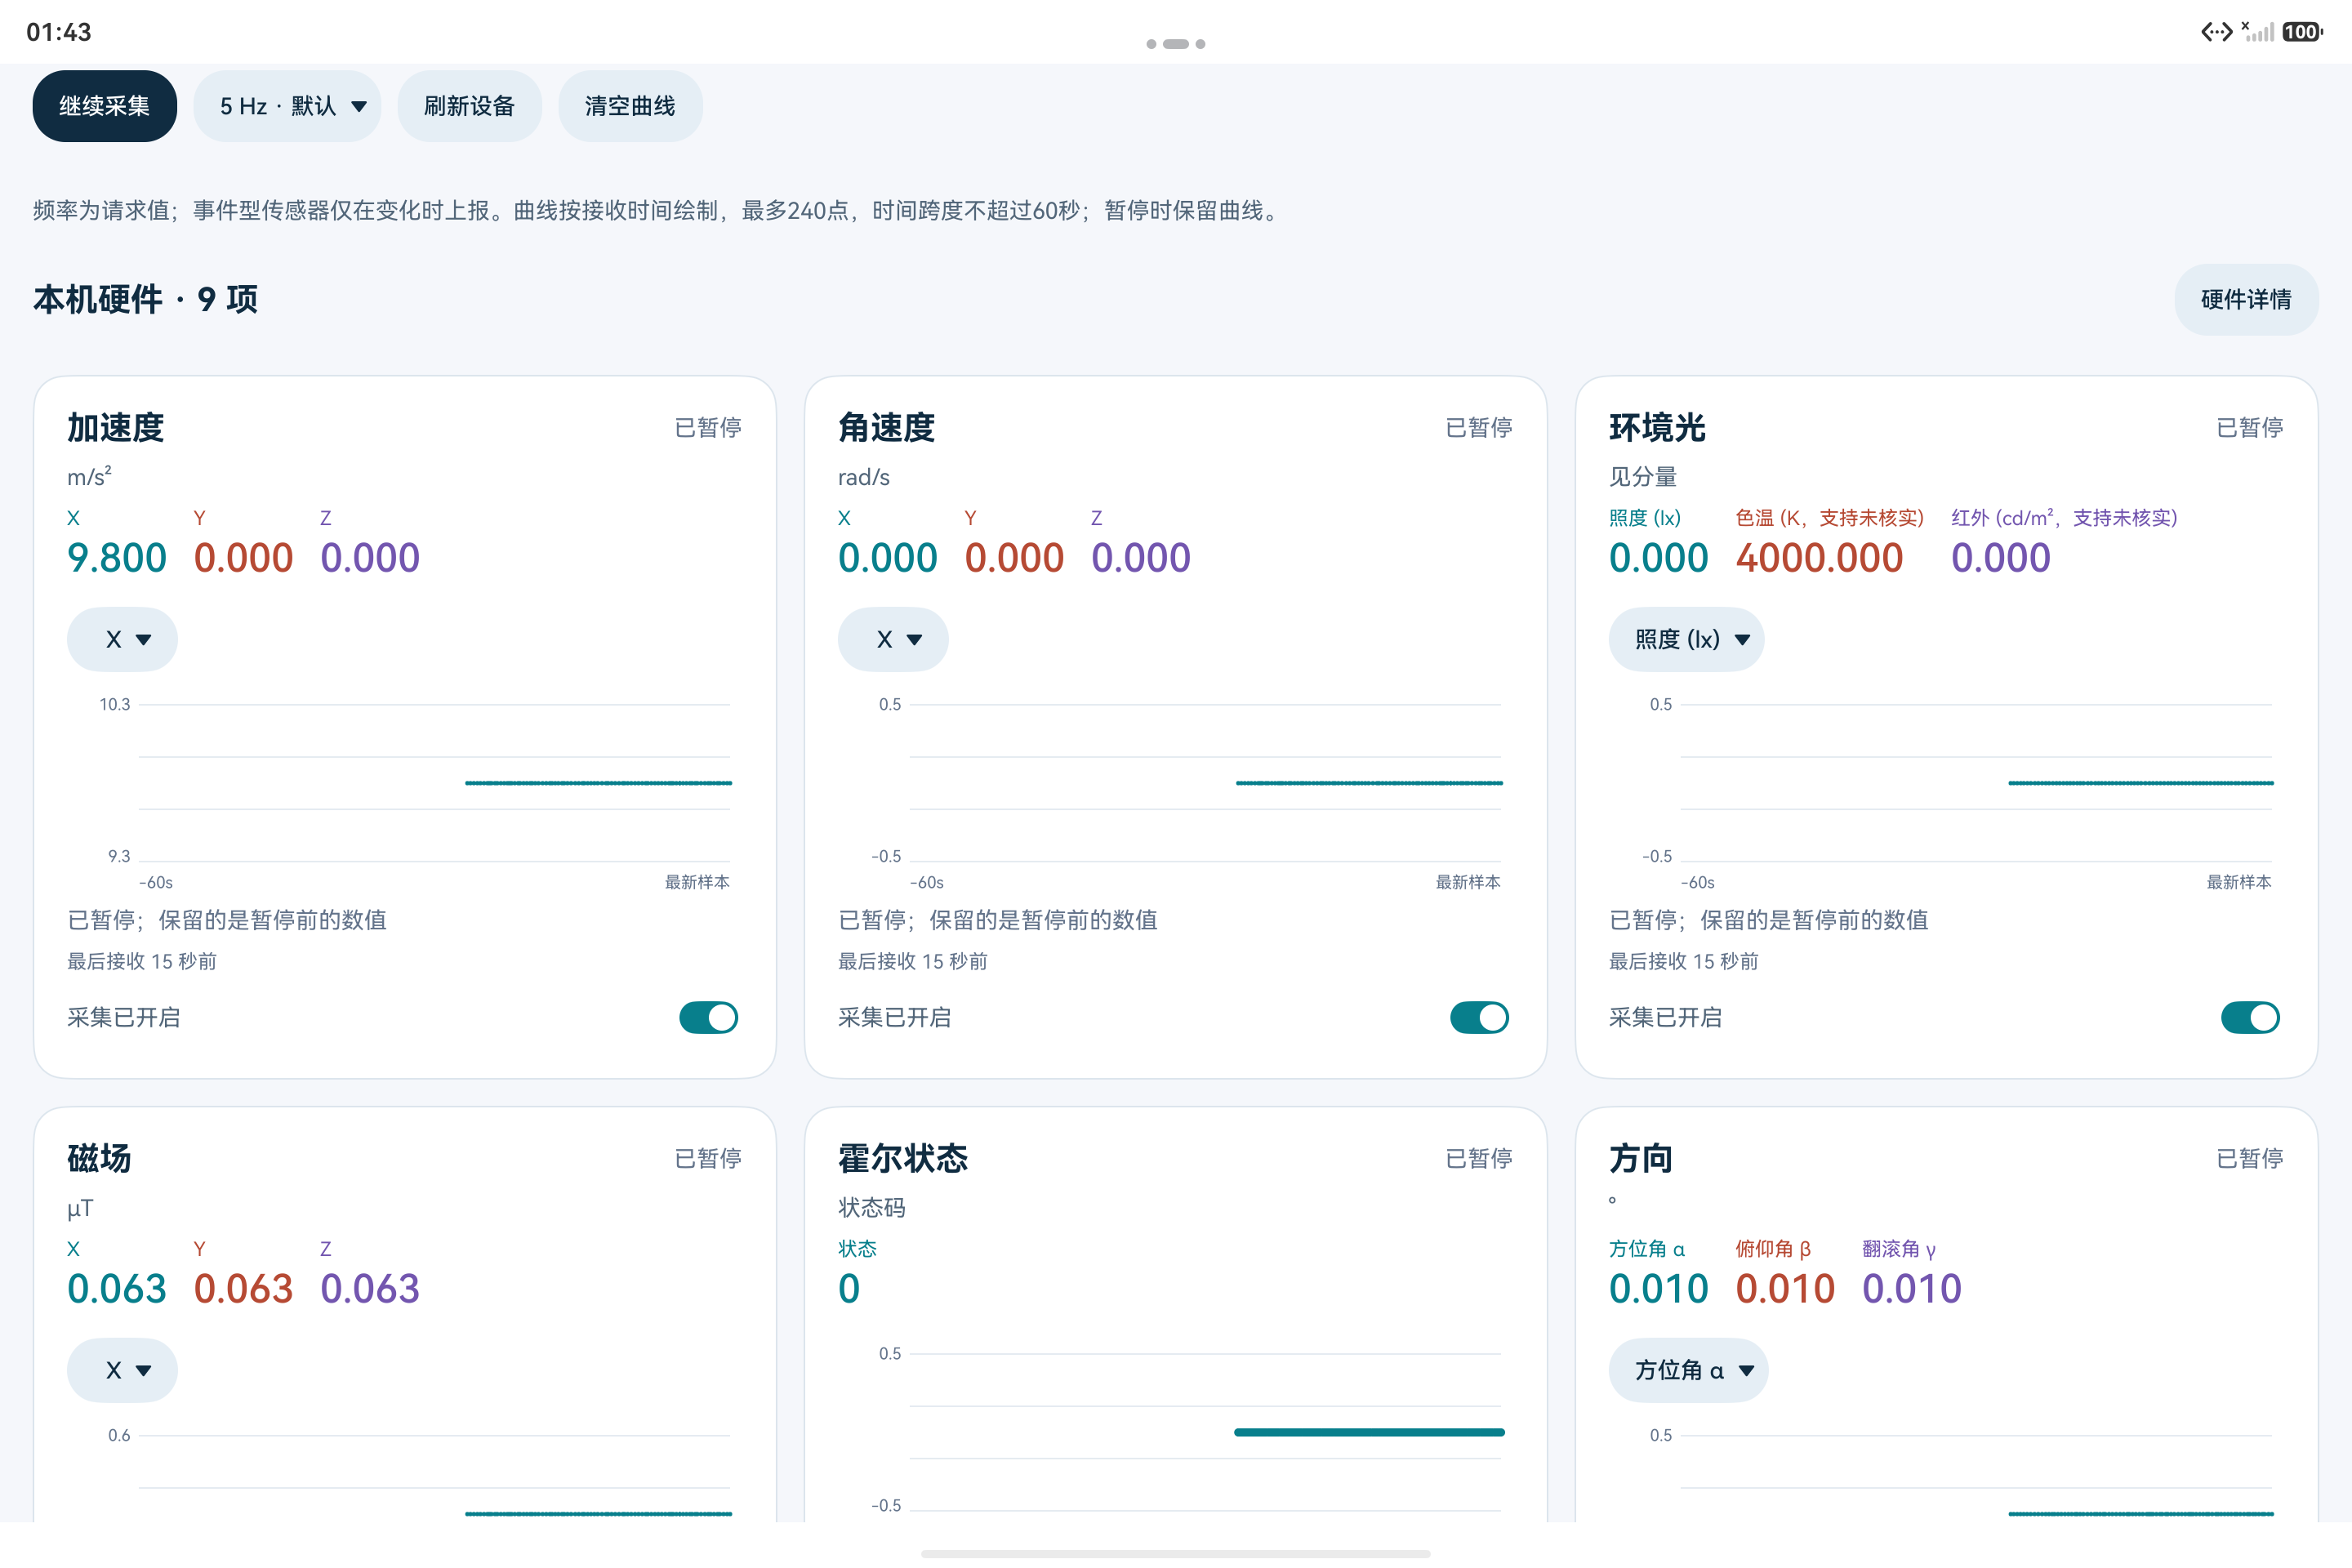 01:43
100
继续采集
5 Hz · 默认
刷新设备
清空曲线
频率为请求值；事件型传感器仅在变化时上报。曲线按接收时间绘制，最多240点，时间跨度不超过60秒；暂停时保留曲线。
本机硬件 · 9 项
硬件详情
加速度
已暂停
m/s²
X Y Z
9.800 0.000 0.000
X
10.3
9.3
-60s 最新样本
已暂停；保留的是暂停前的数值
最后接收 15 秒前
采集已开启
角速度
已暂停
rad/s
X Y Z
0.000 0.000 0.000
X
0.5
-0.5
-60s 最新样本
已暂停；保留的是暂停前的数值
最后接收 15 秒前
采集已开启
环境光
已暂停
见分量
照度 (lx) 色温 (K，支持未核实) 红外 (cd/m²，支持未核实)
0.000 4000.000 0.000
照度 (lx)
0.5
-0.5
-60s 最新样本
已暂停；保留的是暂停前的数值
最后接收 15 秒前
采集已开启
磁场
已暂停
μT
X Y Z
0.063 0.063 0.063
X
0.6
霍尔状态
已暂停
状态码
状态
0
0.5
-0.5
方向
已暂停
°
方位角 α 俯仰角 β 翻滚角 γ
0.010 0.010 0.010
方位角 α
0.5